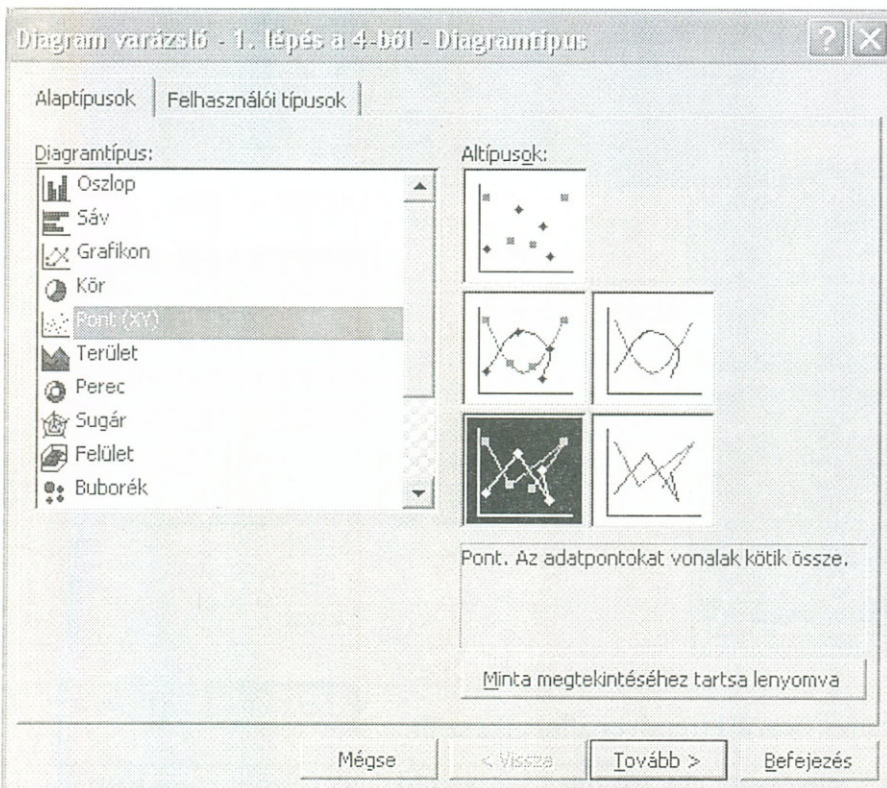 Diagram varázsló - 1. lépés a 4-ből - Diagramtípus
Alaptípusok
Felhasználói típusok
Diagramtípus:
Oszlop
Sáv
Grafikon
Kör
Pont (XY)
Terület
Perec
Sugár
Felület
Buborék
Altípusok:
Pont. Az adatpontokat vonalak kötik össze.
Minta megtekintéséhez tartsa lenyomva
Mégse
< Vissza
Tovább >
Befejezés